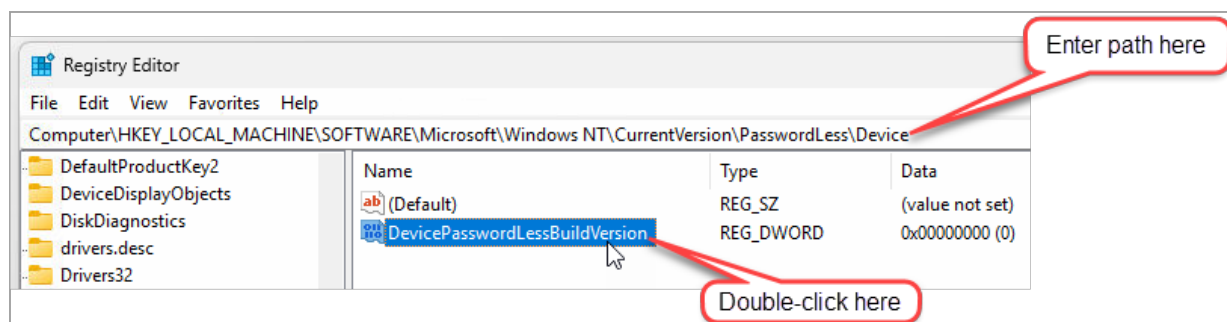 Enter path here
Registry Editor
File Edit View Favorites Help
Computer\HKEY_LOCAL_MACHINE\SOFTWARE\Microsoft\Windows NT\CurrentVersion\PasswordLess\Device
DefaultProductKey2
DeviceDisplayObjects
DiskDiagnostics
drivers.desc
Drivers32
Name Type Data
ab (Default) REG_SZ (value not set)
DevicePasswordLessBuildVersion REG_DWORD 0x00000000 (0)
Double-click here